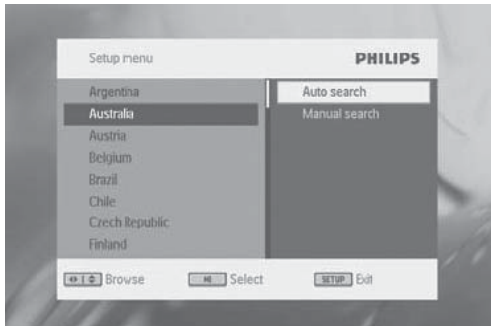 Setup menu
PHILIPS
Argentina
Australia
Austria
Belgium
Brazil
Chile
Czech Republic
Finland
Auto search
Manual search
Browse
Select
SETUP Exit